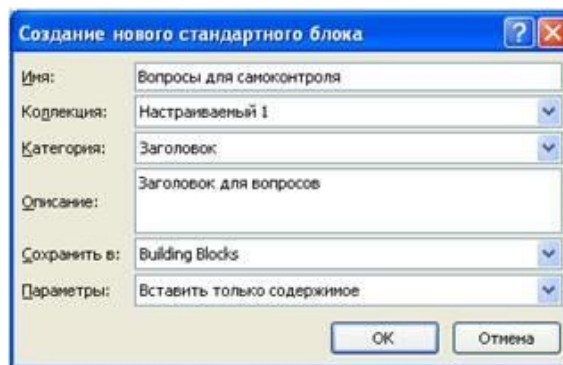 Создание нового стандартного блока
Имя: Вопросы для самоконтроля
Коллекция: Настраиваемый 1
Категория: Заголовок
Описание: Заголовок для вопросов
Сохранить в: Building Blocks
Параметры: Вставить только содержимое
ОК Отмена